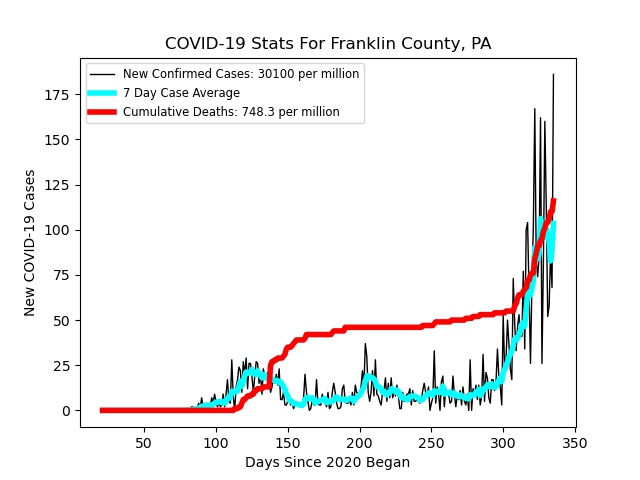 COVID-19 Stats For Franklin County, PA
New Confirmed Cases: 30100 per million
7 Day Case Average
Cumulative Deaths: 748.3 per million
175
150
125
100
75
50
25
0
New COVID-19 Cases
50 100 150 200 250 300 350
Days Since 2020 Began